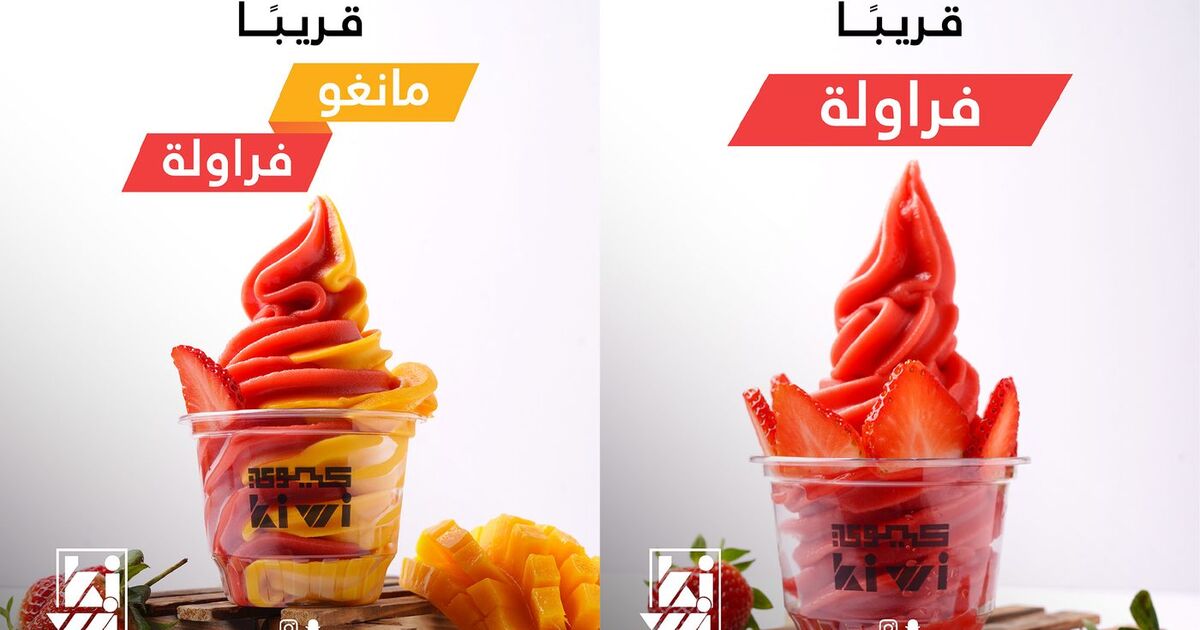 قريبًا
مانغو
فراولة
كيوي
kiwi
قريبًا
فراولة
كيوي
kiwi